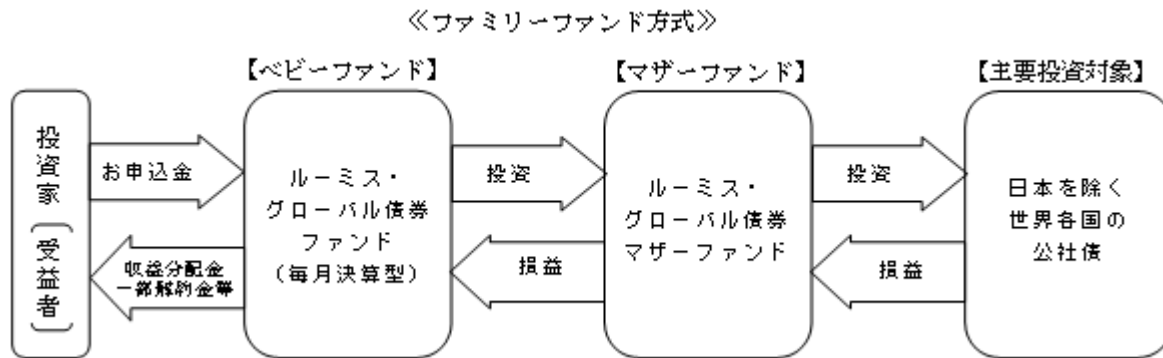 ≪ファミリーファンド方式≫
【ベビーファンド】
【マザーファンド】
【主要投資対象】
投資家〔受益者〕
お申込金
収益分配金
一部解約金等
ルーミス・
グローバル債券
ファンド
（毎月決算型）
投資
損益
ルーミス・
グローバル債券
マザーファンド
投資
損益
日本を除く
世界各国の
公社債